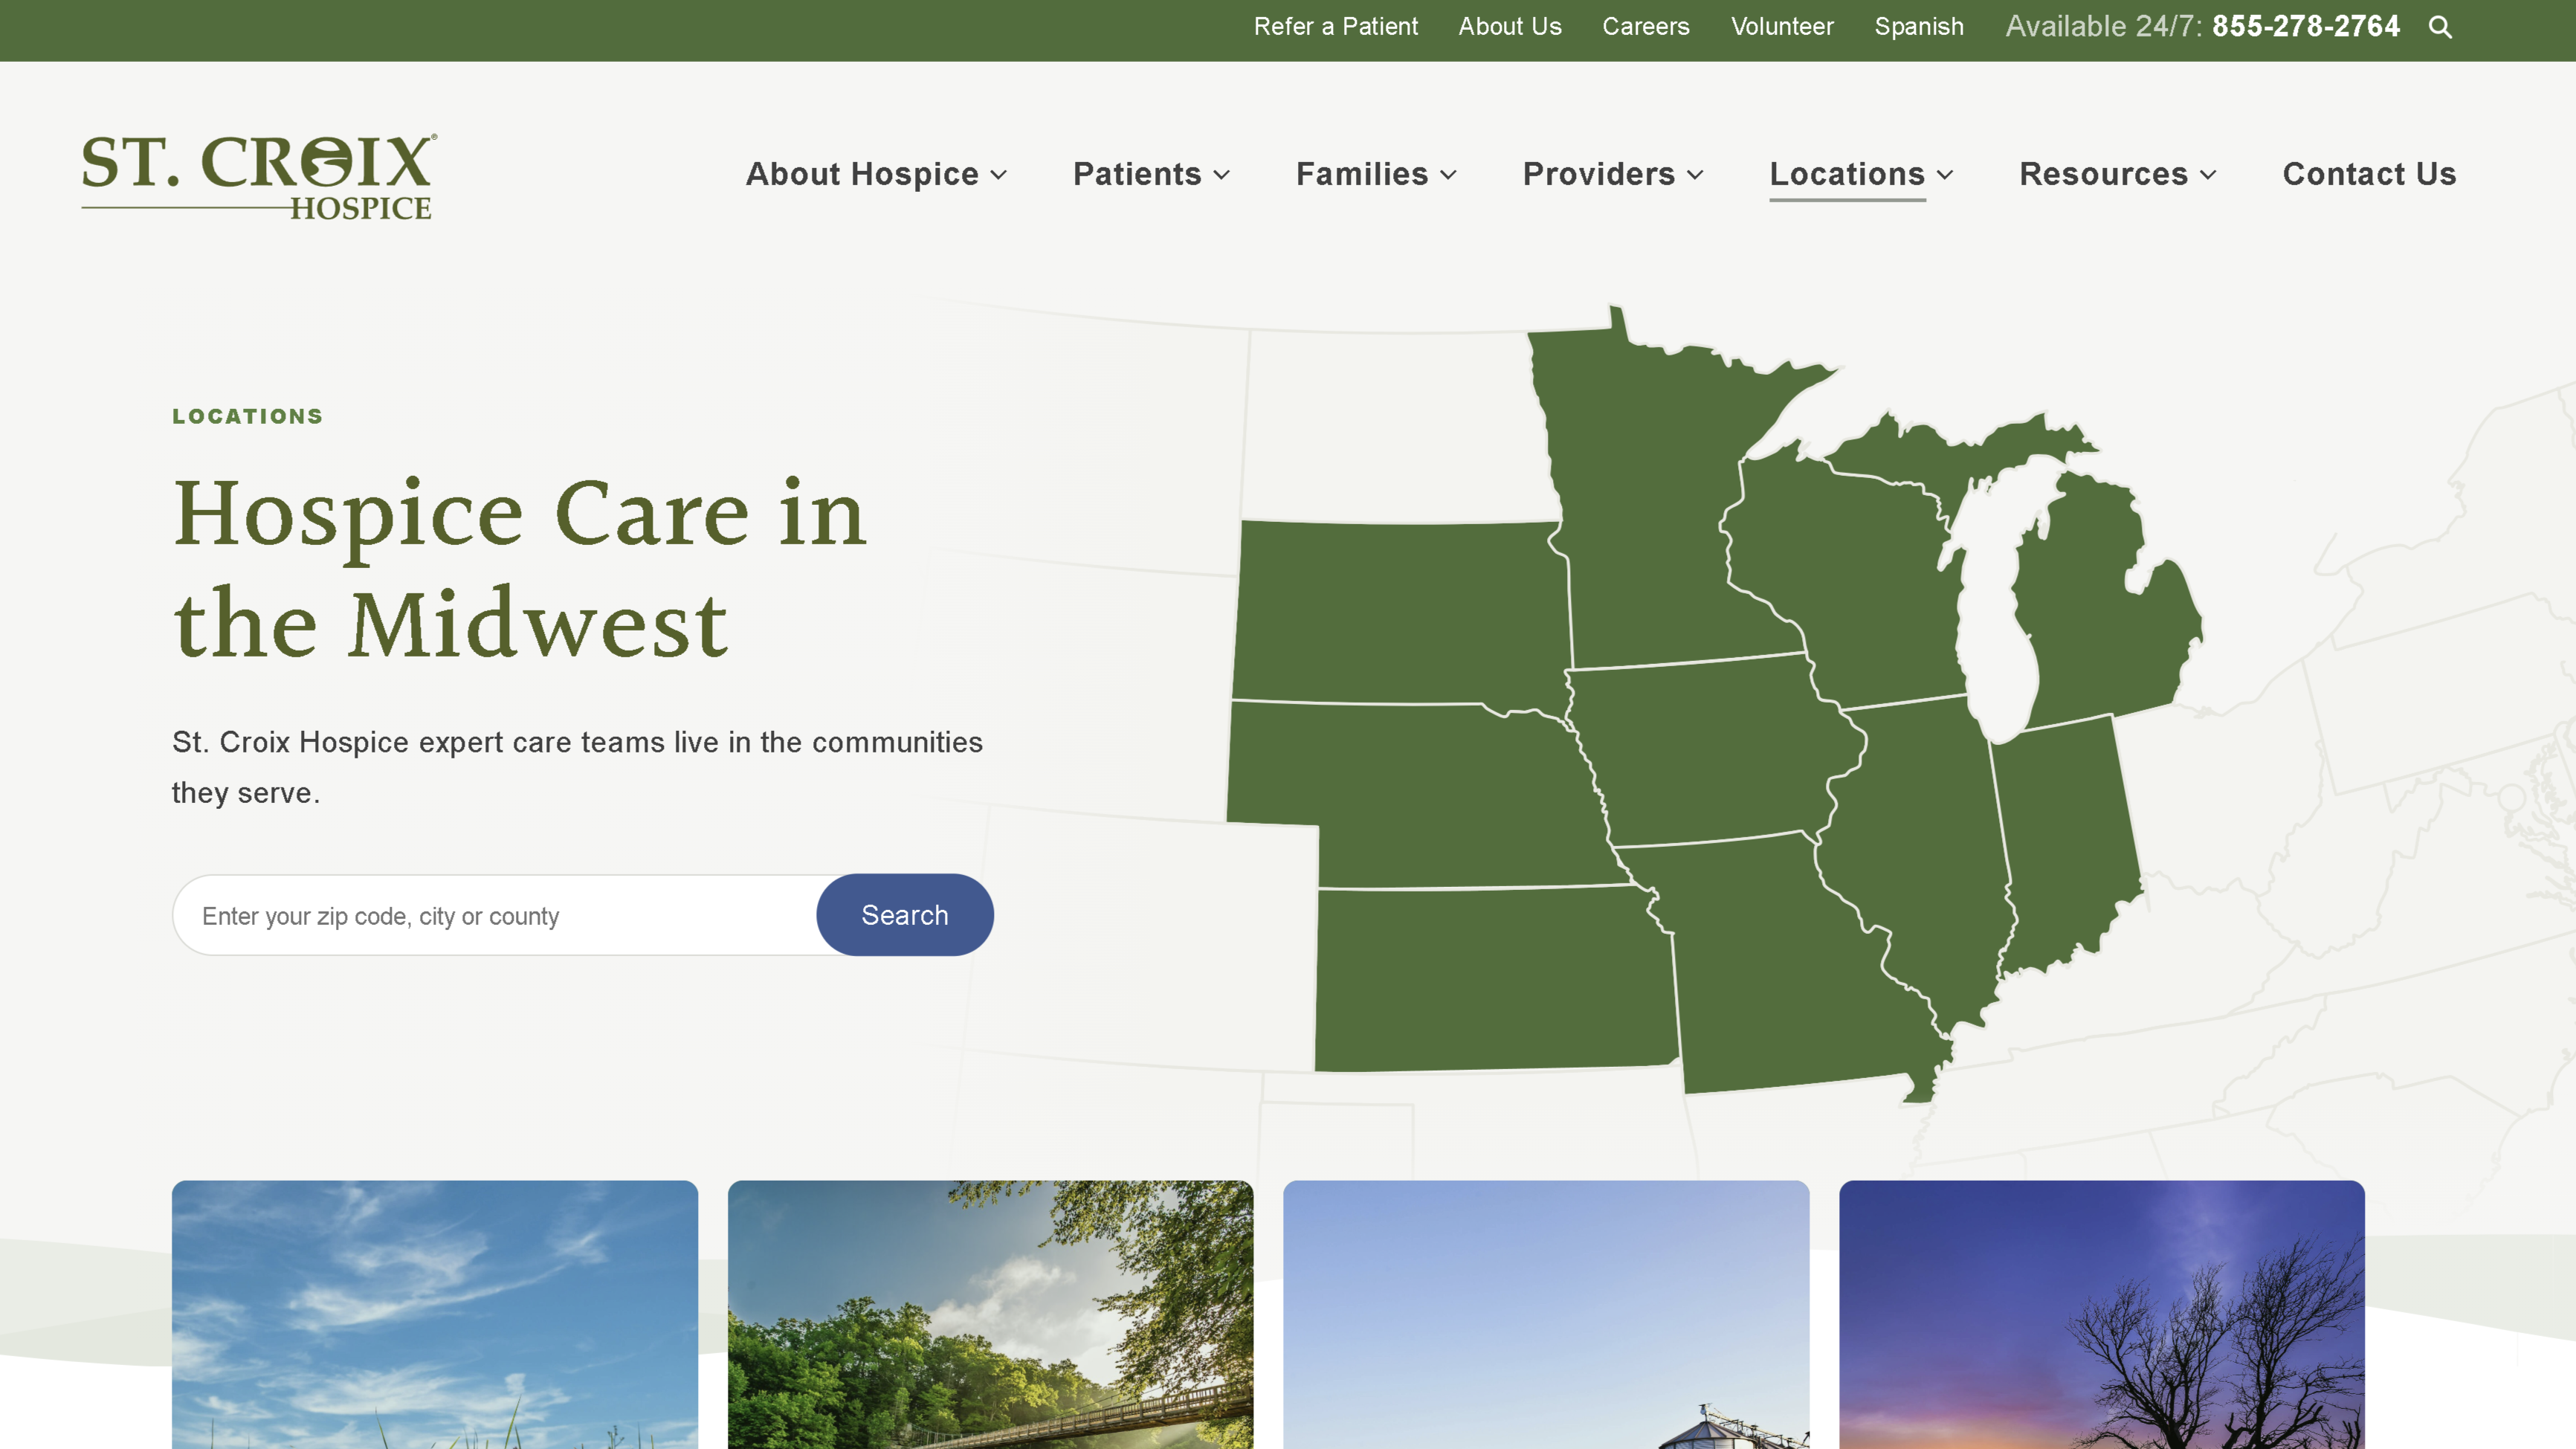 Refer a Patient About Us Careers Volunteer Spanish Available 24/7: 855-278-2764
ST. CROIX®
HOSPICE
About Hospice Patients Families Providers Locations Resources Contact Us
LOCATIONS
Hospice Care in
the Midwest
St. Croix Hospice expert care teams live in the communities
they serve.
Enter your zip code, city or county Search